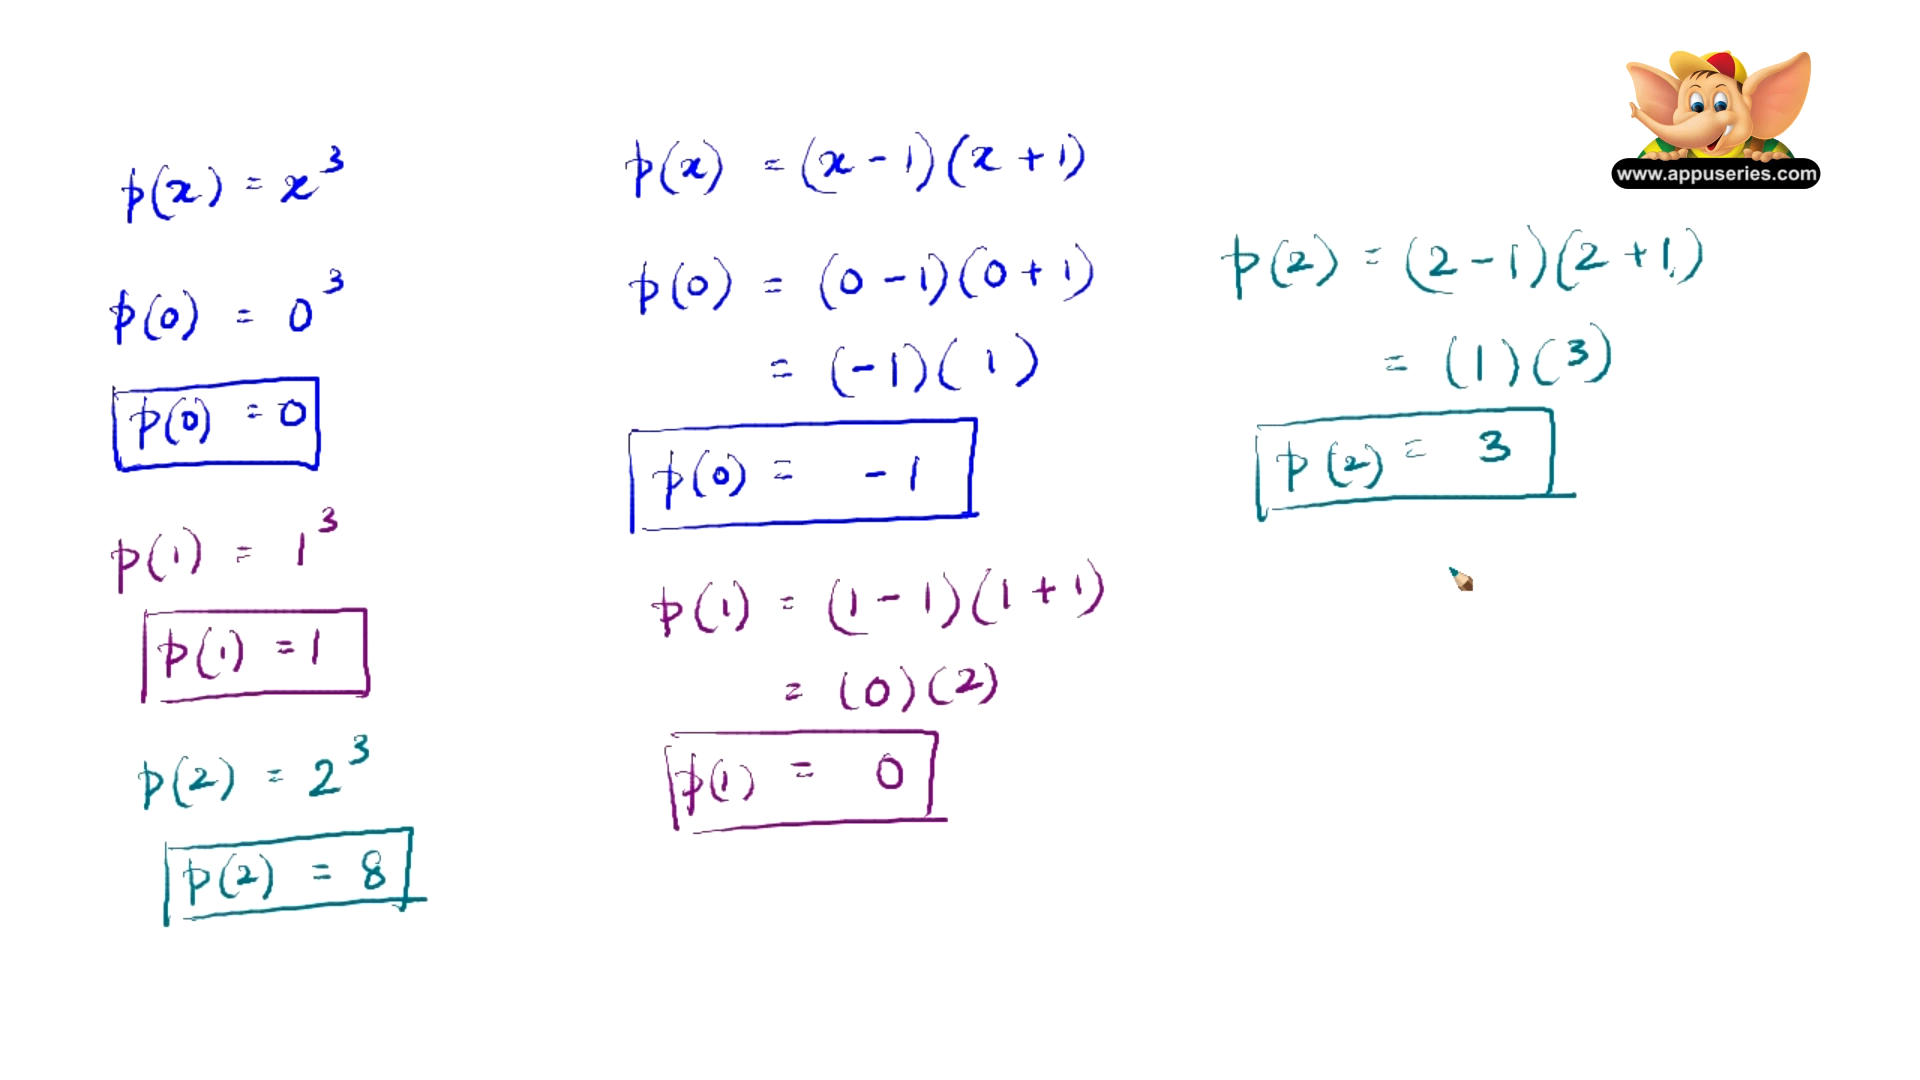 p(x) = x³
p(0) = 0³
p(0) = 0
p(1) = 1³
p(1) = 1
p(2) = 2³
p(2) = 8
p(x) = (x - 1)(x + 1)
p(0) = (0 - 1)(0 + 1)
= (-1)(1)
p(0) = -1
p(1) = (1 - 1)(1 + 1)
= (0)(2)
p(1) = 0
www.appuseries.com
p(2) = (2 - 1)(2 + 1)
= (1)(3)
p(2) = 3